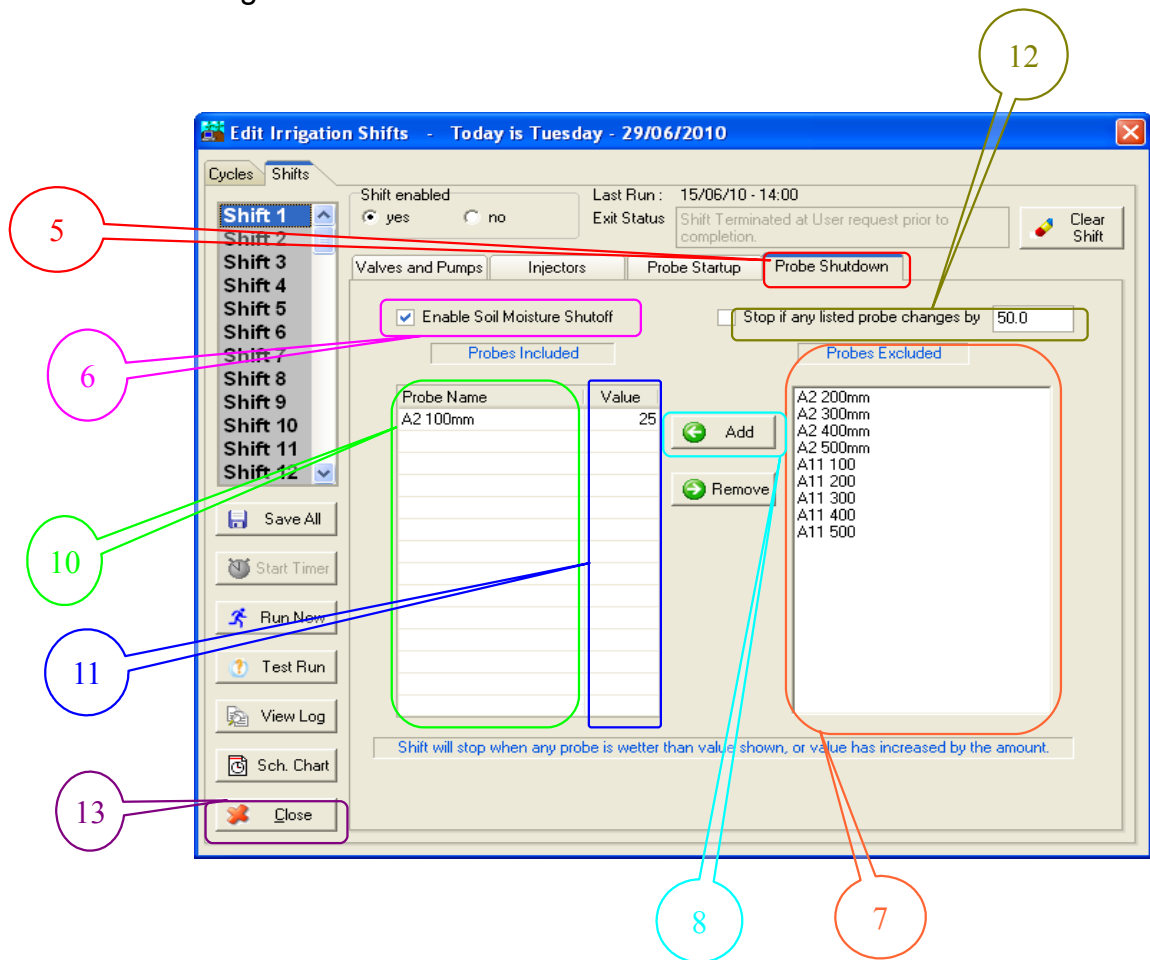 12
Edit Irrigation Shifts - Today is Tuesday - 29/06/2010
Cycles Shifts
Shift enabled
yes no
Last Run : 15/06/10 - 14:00
Exit Status Shift Terminated at User request prior to completion.
Clear Shift
5
Shift 1
Shift 2
Shift 3
Shift 4
Shift 5
Shift 6
Shift 7
Shift 8
Shift 9
Shift 10
Shift 11
Shift 12
Valves and Pumps Injectors Probe Startup Probe Shutdown
Enable Soil Moisture Shutoff
Stop if any listed probe changes by 50.0
6
Probes Included
Probes Excluded
Probe Name Value
A2 100mm 25
Add
Remove
A2 200mm
A2 300mm
A2 400mm
A2 500mm
A11 100
A11 200
A11 300
A11 400
A11 500
Save All
Start Timer
10
Run Now
11
Test Run
View Log
Shift will stop when any probe is wetter than value shown, or value has increased by the amount.
Sch. Chart
13
Close
8
7